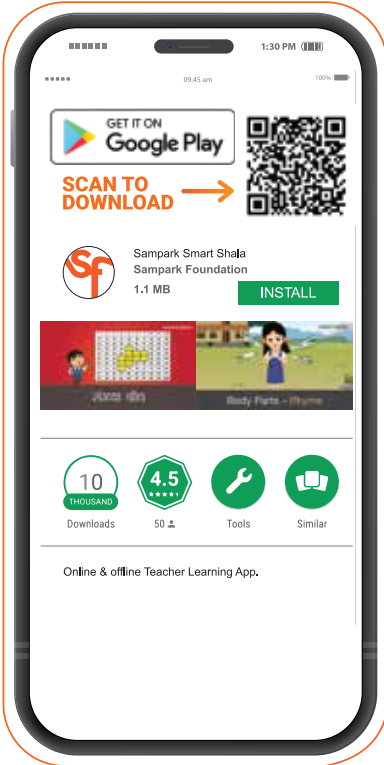 1:30 PM
09.45 am
100%
GET IT ON
Google Play
SCAN TO
DOWNLOAD
sf
Sampark Smart Shala
Sampark Foundation
1.1 MB
INSTALL
Body Parts - Rhyme
10
THOUSAND
4.5
Downloads
50
Tools
Similar
Online & offline Teacher Learning App.